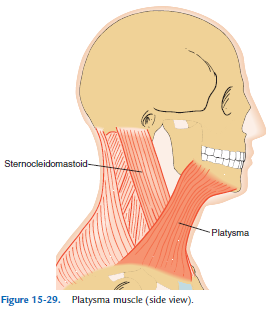 Sternocleidomastoid
Platysma
Figure 15-29. Platysma muscle (side view).